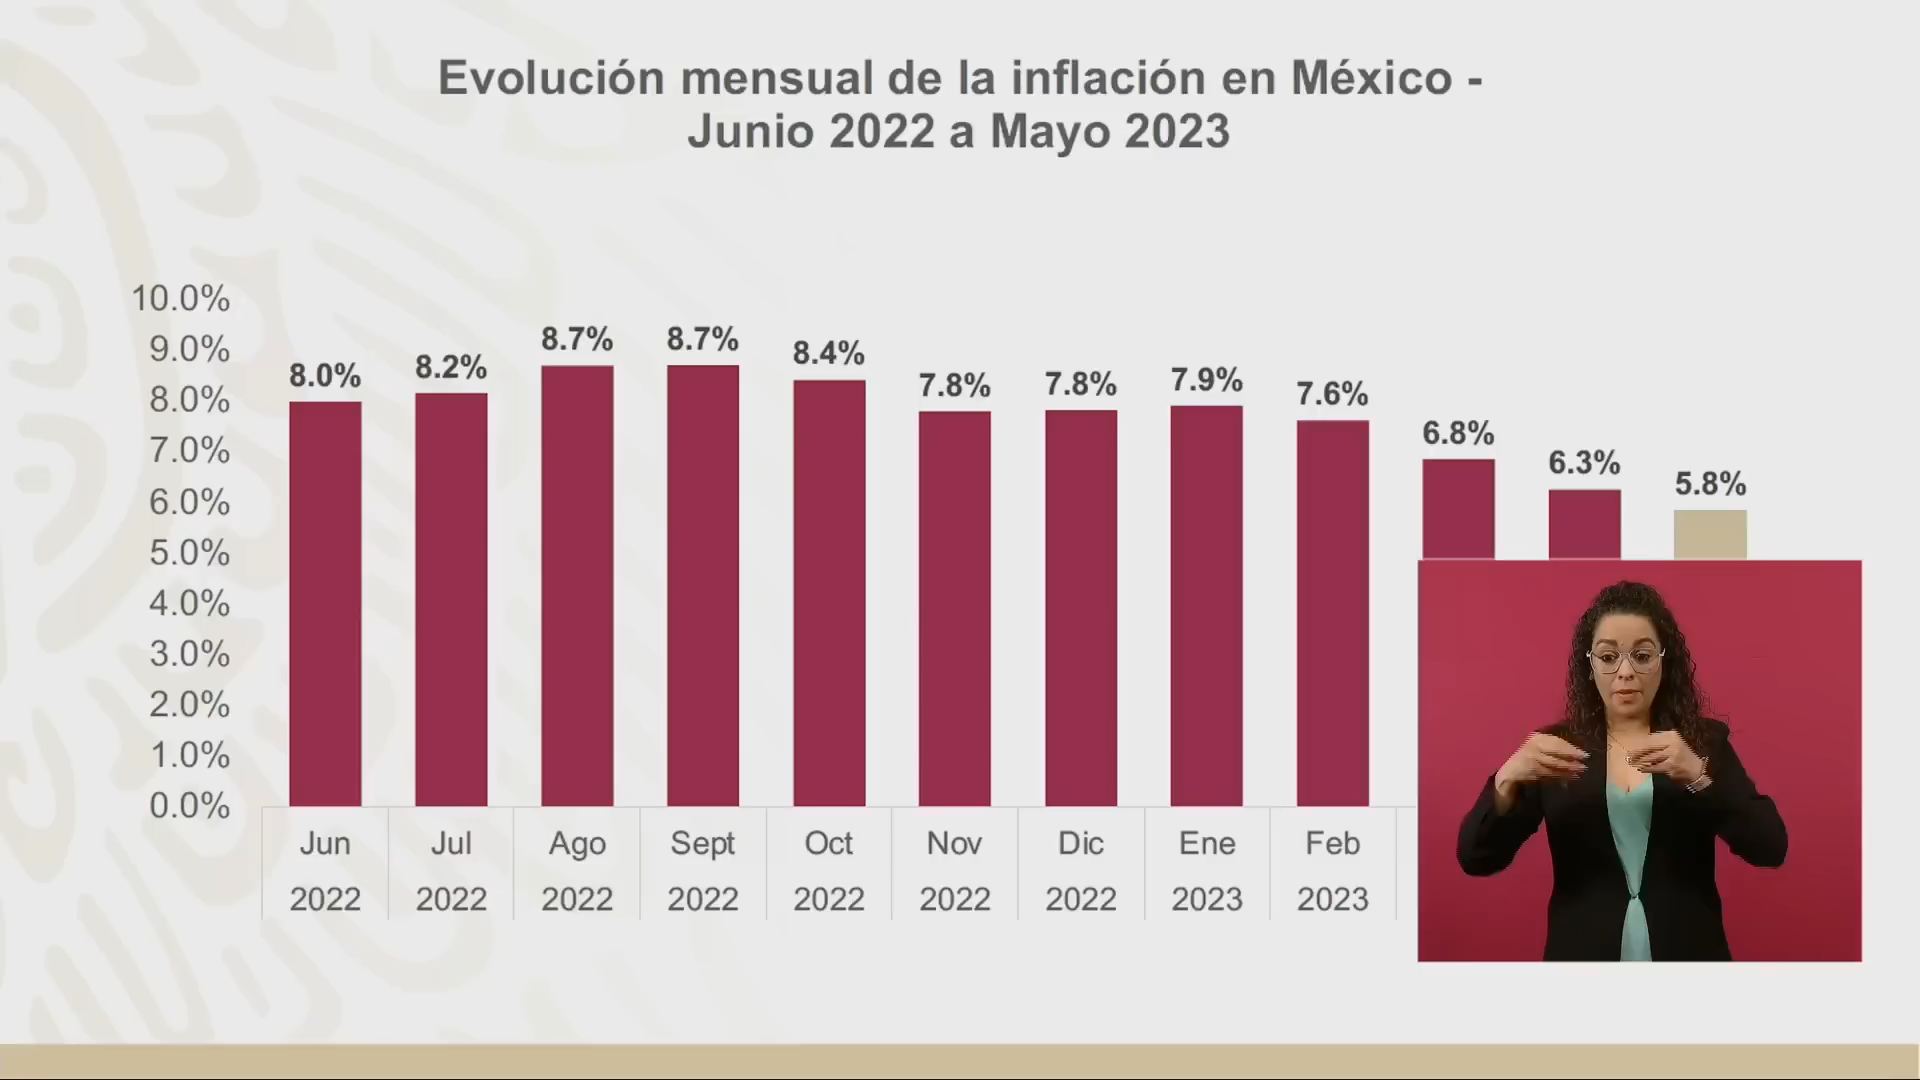 Evolución mensual de la inflación en México -
Junio 2022 a Mayo 2023
10.0%
9.0%
8.0%
7.0%
6.0%
5.0%
4.0%
3.0%
2.0%
1.0%
0.0%
8.0% 8.2% 8.7% 8.7% 8.4% 7.8% 7.8% 7.9% 7.6% 6.8% 6.3% 5.8%
Jun Jul Ago Sept Oct Nov Dic Ene Feb
2022 2022 2022 2022 2022 2022 2022 2023 2023